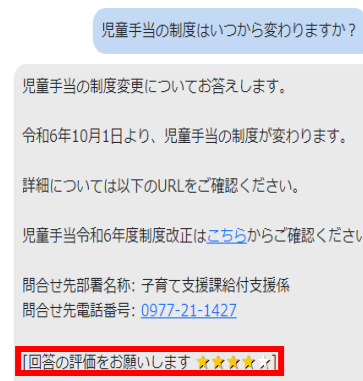 児童手当の制度はいつから変わりますか？
児童手当の制度変更についてお答えします。
令和6年10月1日より、児童手当の制度が変わります。
詳細については以下のURLをご確認ください。
児童手当令和6年度制度改正はこちらからご確認くださ
問合せ先部署名称: 子育て支援課給付支援係
問合せ先電話番号: 0977-21-1427
[回答の評価をお願いします ★★★★☆]